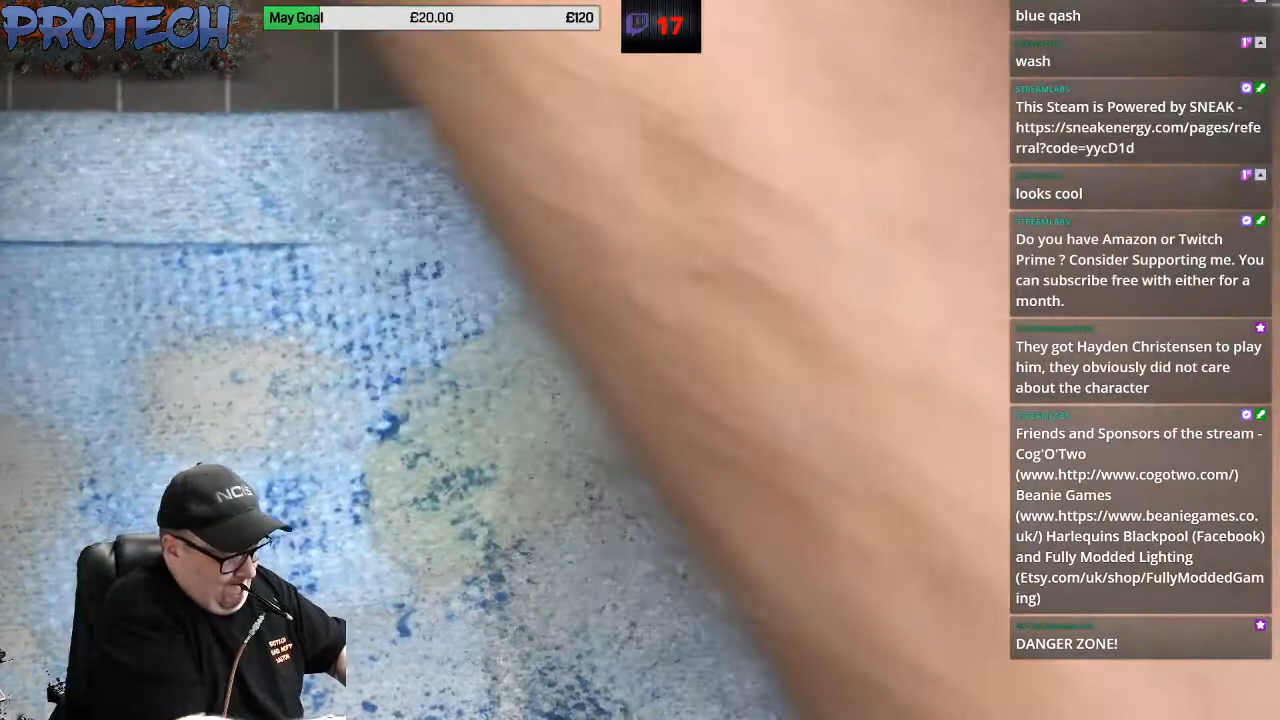 PROTECH
May Goal £20.00 £120
17
blue qash
wash
STREAMLABS
This Steam is Powered by SNEAK -
https://sneakenergy.com/pages/refe
rral?code=yycD1d
looks cool
STREAMLABS
Do you have Amazon or Twitch
Prime ? Consider Supporting me. You
can subscribe free with either for a
month.
They got Hayden Christensen to play
him, they obviously did not care
about the character
STREAMLABS
Friends and Sponsors of the stream -
Cog'O'Two
(www.http://www.cogotwo.com/)
Beanie Games
(www.https://www.beaniegames.co.
uk/) Harlequins Blackpool (Facebook)
and Fully Modded Lighting
(Etsy.com/uk/shop/FullyModdedGam
ing)
DANGER ZONE!
NCIS